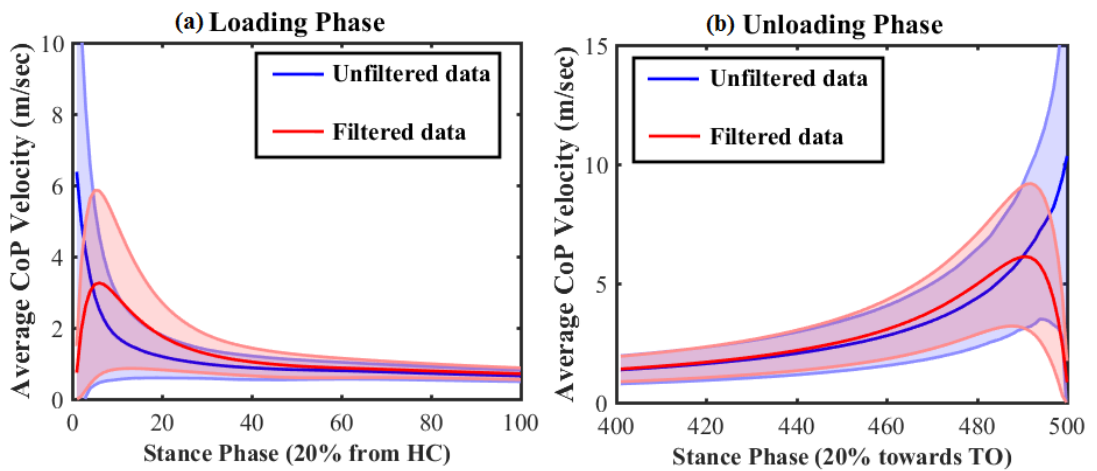 (a) Loading Phase
Average CoP Velocity (m/sec)
10
8
6
4
2
0
Unfiltered data
Filtered data
0 20 40 60 80 100
Stance Phase (20% from HC)
(b) Unloading Phase
Average CoP Velocity (m/sec)
15
10
5
0
Unfiltered data
Filtered data
400 420 440 460 480 500
Stance Phase (20% towards TO)